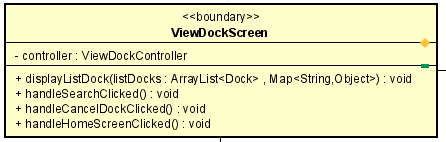 <<boundary>>
ViewDockScreen
- controller : ViewDockController
+ displayListDock(listDocks : ArrayList<Dock> , Map<String,Object>) : void
+ handleSearchClicked() : void
+ handleCancelDockClicked() : void
+ handleHomeScreenClicked() : void